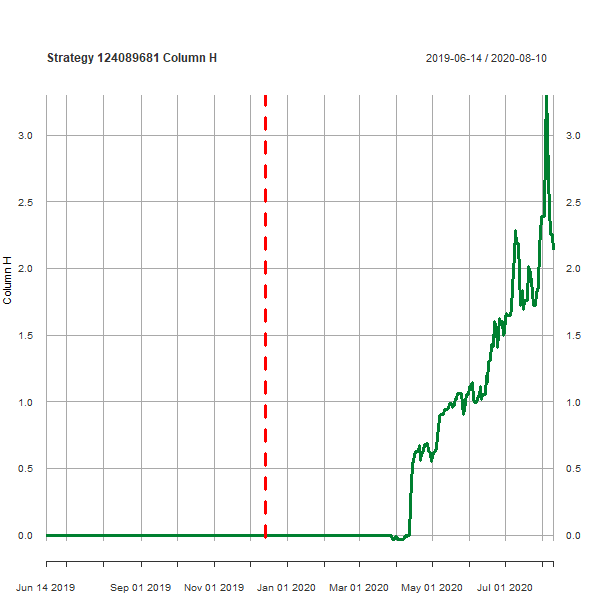 Strategy 124089681 Column H
2019-06-14 / 2020-08-10
Column H
3.0
3.0
2.5
2.5
2.0
2.0
1.5
1.5
1.0
1.0
0.5
0.5
0.0
0.0
Jun 14 2019
Sep 01 2019
Nov 01 2019
Jan 01 2020
Mar 01 2020
May 01 2020
Jul 01 2020